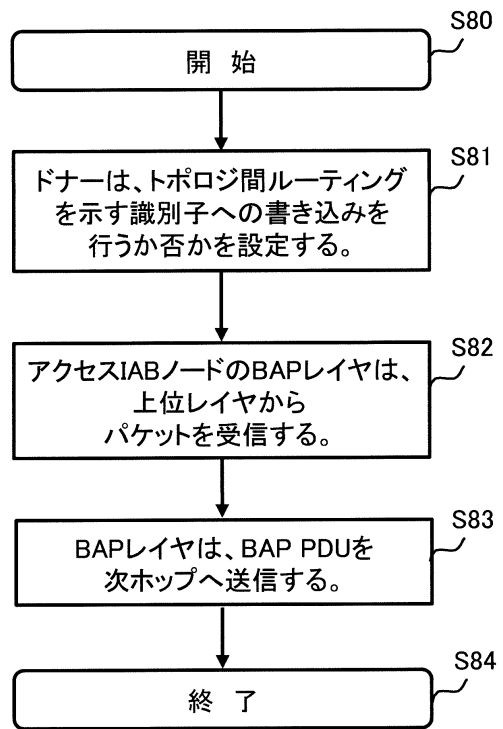 S80
開 始
S81
ドナーは、トポロジ間ルーティング
を示す識別子への書き込みを
行うか否かを設定する。
S82
アクセスIABノードのBAPレイヤは、
上位レイヤから
パケットを受信する。
S83
BAPレイヤは、BAP PDUを
次ホップへ送信する。
S84
終 了